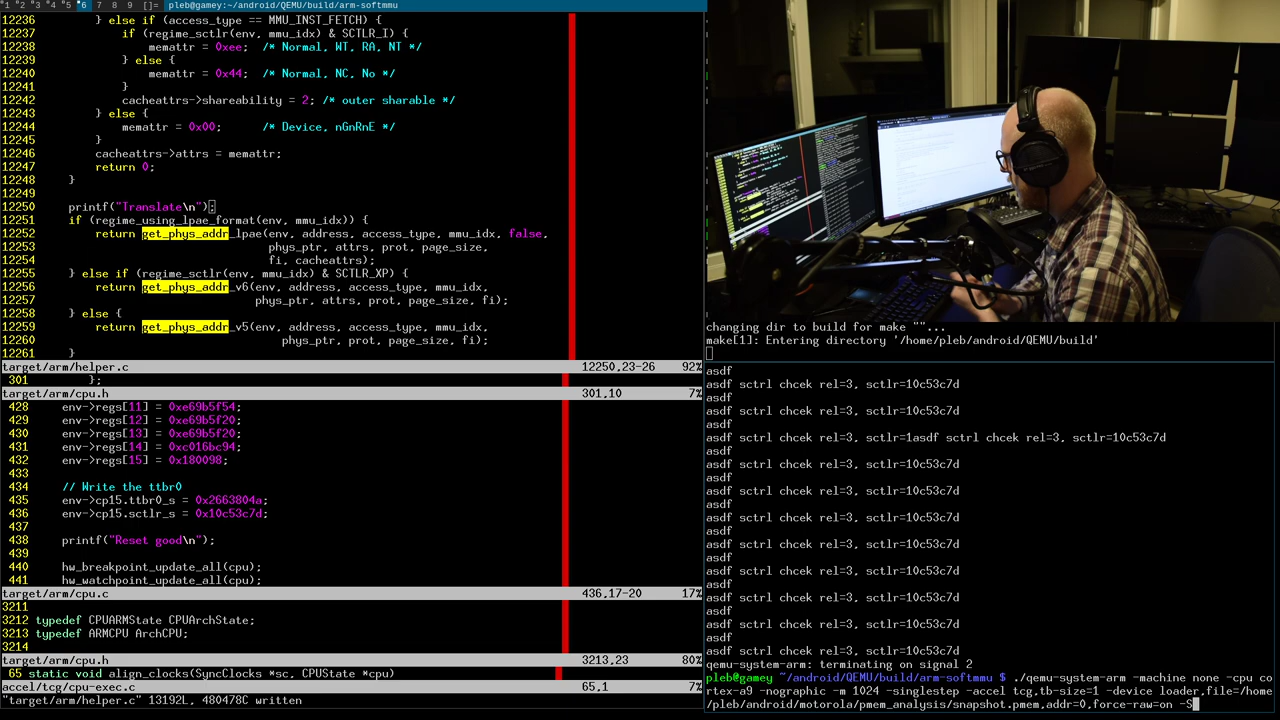 1 2 3 4 5 6 7 8 9 []= pleb@gamey:~/android/QEMU/build/arm-softmmu
12236 } else if (access_type == MMU_INST_FETCH) {
12237 if (regime_sctlr(env, mmu_idx) & SCTLR_I) {
12238 memattr = 0xee; /* Normal, WT, RA, NT */
12239 } else {
12240 memattr = 0x44; /* Normal, NC, No */
12241 }
12242 cacheattrs->shareability = 2; /* outer sharable */
12243 } else {
12244 memattr = 0x00; /* Device, nGnRnE */
12245 }
12246 cacheattrs->attrs = memattr;
12247 return 0;
12248 }
12249
12250 printf("Translate\n");
12251 if (regime_using_lpae_format(env, mmu_idx)) {
12252 return get_phys_addr_lpae(env, address, access_type, mmu_idx, false,
12253 phys_ptr, attrs, prot, page_size,
12254 fi, cacheattrs);
12255 } else if (regime_sctlr(env, mmu_idx) & SCTLR_XP) {
12256 return get_phys_addr_v6(env, address, access_type, mmu_idx,
12257 phys_ptr, attrs, prot, page_size, fi);
12258 } else {
12259 return get_phys_addr_v5(env, address, access_type, mmu_idx,
12260 phys_ptr, prot, page_size, fi);
12261 }
target/arm/helper.c 12250,23-26 92%
301 };
target/arm/cpu.h 301,10 7%
428 env->regs[11] = 0xe69b5f54;
429 env->regs[12] = 0xe69b5f20;
430 env->regs[13] = 0xe69b5f20;
431 env->regs[14] = 0xc016bc94;
432 env->regs[15] = 0x180098;
433
434 // Write the ttbr0
435 env->cp15.ttbr0_s = 0x2663804a;
436 env->cp15.sctlr_s = 0x10c53c7d;
437
438 printf("Reset good\n");
439
440 hw_breakpoint_update_all(cpu);
441 hw_watchpoint_update_all(cpu);
target/arm/cpu.c 436,17-20 17%
3211
3212 typedef CPUARMState CPUArchState;
3213 typedef ARMCPU ArchCPU;
3214
target/arm/cpu.h 3213,23 80%
65 static void align_clocks(SyncClocks *sc, CPUState *cpu)
accel/tcg/cpu-exec.c 65,1 7%
"target/arm/helper.c" 13192L, 480478C written
changing dir to build for make ""...
make[1]: Entering directory '/home/pleb/android/QEMU/build'
asdf
asdf sctrl chcek rel=3, sctlr=10c53c7d
asdf
asdf sctrl chcek rel=3, sctlr=10c53c7d
asdf
asdf sctrl chcek rel=3, sctlr=1asdf sctrl chcek rel=3, sctlr=10c53c7d
asdf
asdf sctrl chcek rel=3, sctlr=10c53c7d
asdf
asdf sctrl chcek rel=3, sctlr=10c53c7d
asdf
asdf sctrl chcek rel=3, sctlr=10c53c7d
asdf
asdf sctrl chcek rel=3, sctlr=10c53c7d
asdf
asdf sctrl chcek rel=3, sctlr=10c53c7d
asdf
asdf sctrl chcek rel=3, sctlr=10c53c7d
asdf
asdf sctrl chcek rel=3, sctlr=10c53c7d
asdf
asdf sctrl chcek rel=3, sctlr=10c53c7d
qemu-system-arm: terminating on signal 2
pleb@gamey ~/android/QEMU/build/arm-softmmu $ ./qemu-system-arm -machine none -cpu co
rtex-a9 -nographic -m 1024 -singlestep -accel tcg,tb-size=1 -device loader,file=/home
/pleb/android/motorola/pmem_analysis/snapshot.pmem,addr=0,force-raw=on -S